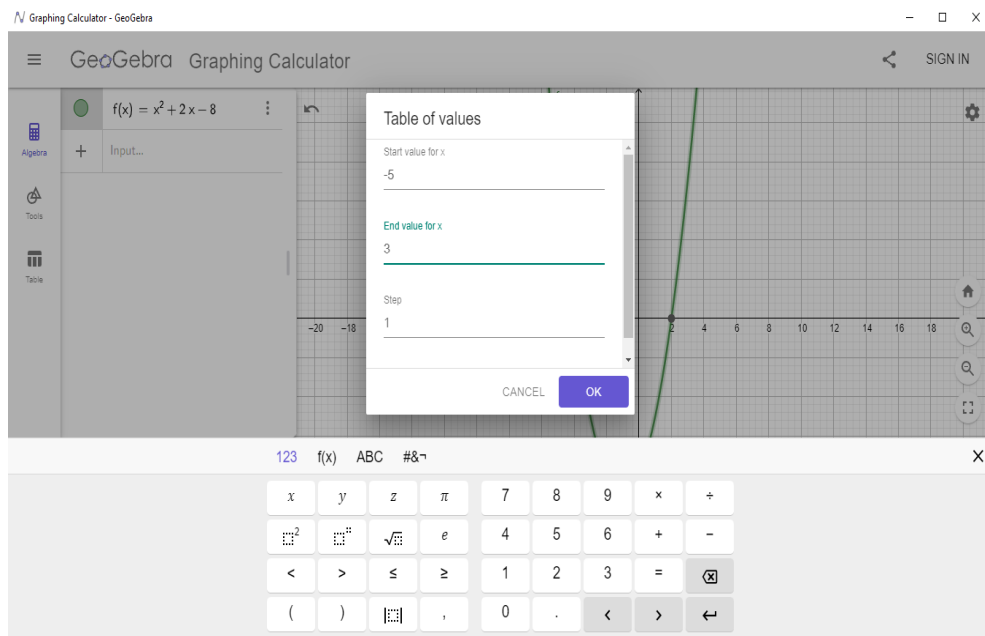 Graphing Calculator - GeoGebra
GeoGebra Graphing Calculator
SIGN IN
f(x) = x² + 2 x – 8
Input...
Algebra
Tools
Table
Table of values
Start value for x
-5
End value for x
3
Step
1
CANCEL OK
–20 –18 2 4 6 8 10 12 14 16 18
123 f(x) ABC #&¬
x y z π 7 8 9 × ÷
□² □^□ √□ e 4 5 6 + −
< > ≤ ≥ 1 2 3 =
( ) |□| , 0 . < >